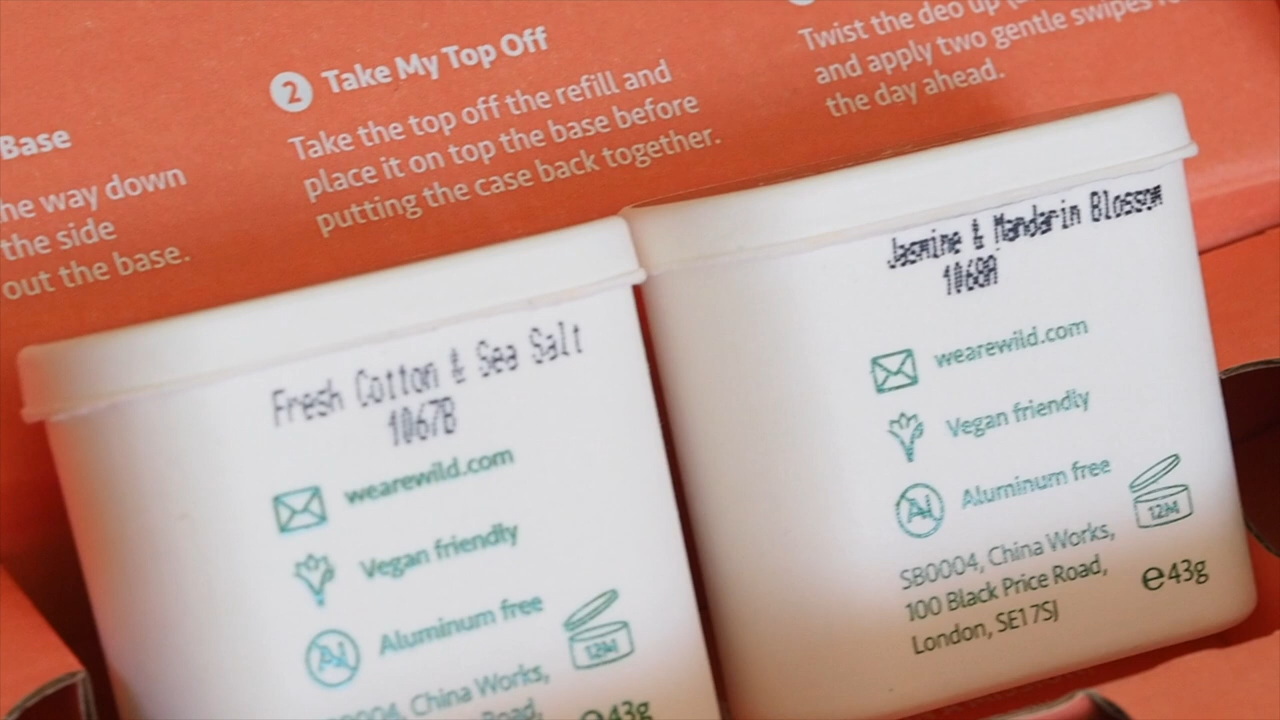 Base
he way down
the side
out the base.
2 Take My Top Off
Take the top off the refill and
place it on top the base before
putting the case back together.
Twist the deo up
and apply two gentle swipes
the day ahead.
Fresh Cotton & Sea Salt
1067B
wearewild.com
Vegan friendly
Aluminum free
Al
12M
China Works,
Road,
43g
Jasmine & Mandarin Blossom
1068A
wearewild.com
Vegan friendly
Aluminum free
Al
12M
SB0004, China Works,
100 Black Price Road,
London, SE17SJ
e43g